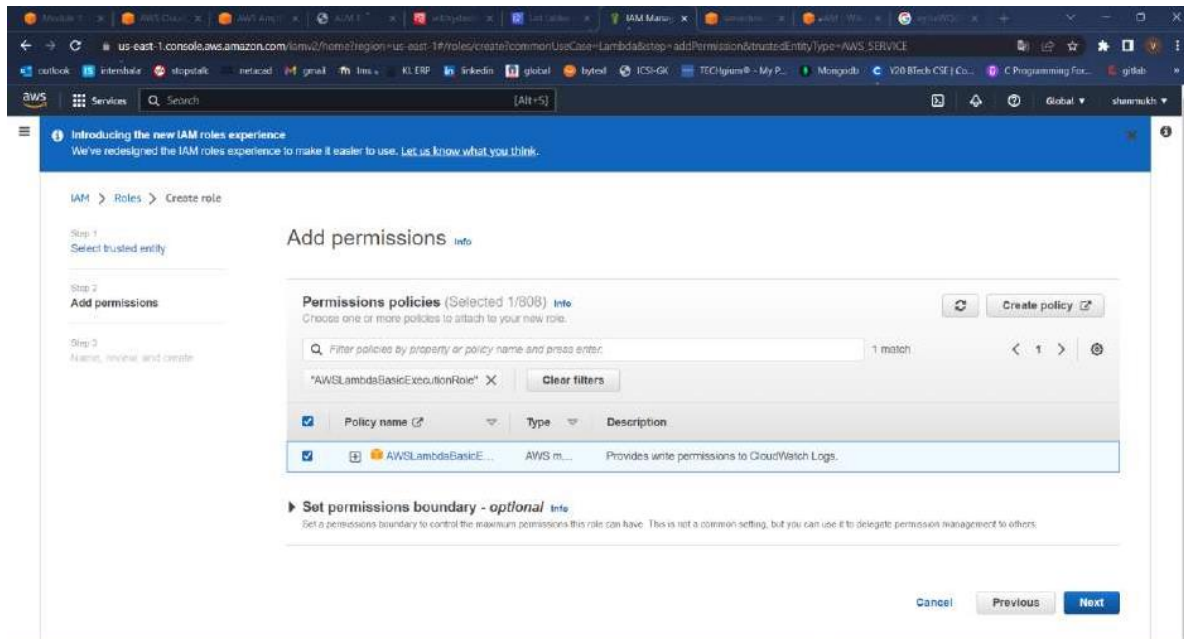 IAM Manag
us-east-1.console.aws.amazon.com/iamv2/home?region=us-east-1#/roles/create?commonUseCase=Lambda&step=addPermission&trustedEntityType=AWS_SERVICE
outlook intershala stopstalk netacad gmail lms KL ERP linkedin global bytexl ICSI-GK TECHgium® - My P... Mongodb V20 BTech CSE | Co... C Programming For... gitlab
aws Services Search [Alt+S] Global shanmukh
Introducing the new IAM roles experience
We've redesigned the IAM roles experience to make it easier to use. Let us know what you think.
IAM > Roles > Create role
Step 1
Select trusted entity
Step 2
Add permissions
Step 3
Name, review, and create
Add permissions Info
Permissions policies (Selected 1/808) Info
Choose one or more policies to attach to your new role.
Create policy
Filter policies by property or policy name and press enter.
1 match
< 1 >
"AWSLambdaBasicExecutionRole" X
Clear filters
Policy name Type Description
AWSLambdaBasicE... AWS m... Provides write permissions to CloudWatch Logs.
Set permissions boundary - optional Info
Set a permissions boundary to control the maximum permissions this role can have. This is not a common setting, but you can use it to delegate permission management to others.
Cancel Previous Next